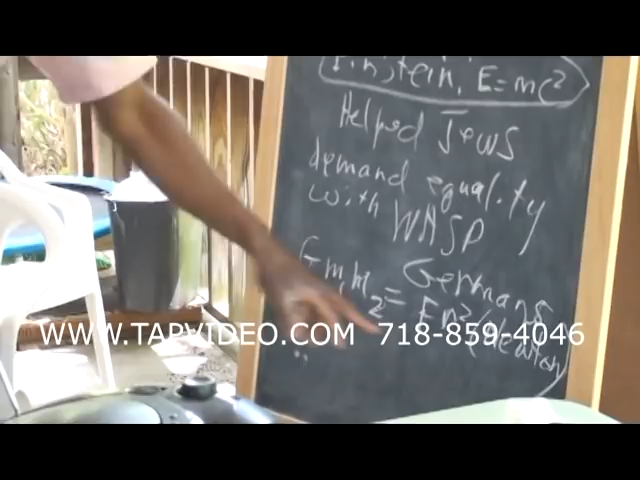 Einstein. E=mc²
Helped Jews
demand equality
with WASP
Germans
WWW.TAPVIDEO.COM 718-859-4046